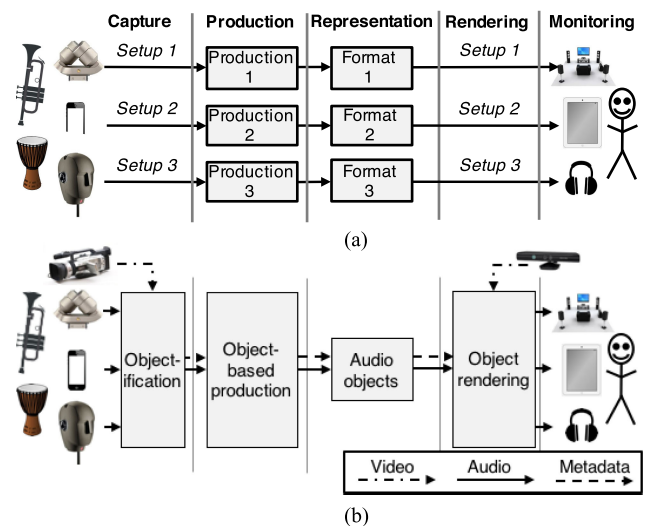 Capture Production Representation Rendering Monitoring
Setup 1 Production 1 Format 1 Setup 1
Setup 2 Production 2 Format 2 Setup 2
Setup 3 Production 3 Format 3 Setup 3
(a)
Object-
ification
Object-
based
production
Audio
objects
Object
rendering
Video Audio Metadata
(b)